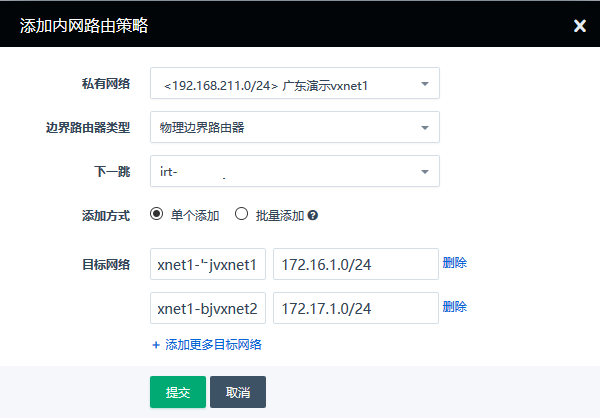 添加内网路由策略
私有网络 <192.168.211.0/24> 广东演示vxnet1
边界路由器类型 物理边界路由器
下一跳 irt-
添加方式 单个添加 批量添加
目标网络 xnet1- jvxnet1 172.16.1.0/24 删除
xnet1-bjvxnet2 172.17.1.0/24 删除
+ 添加更多目标网络
提交 取消